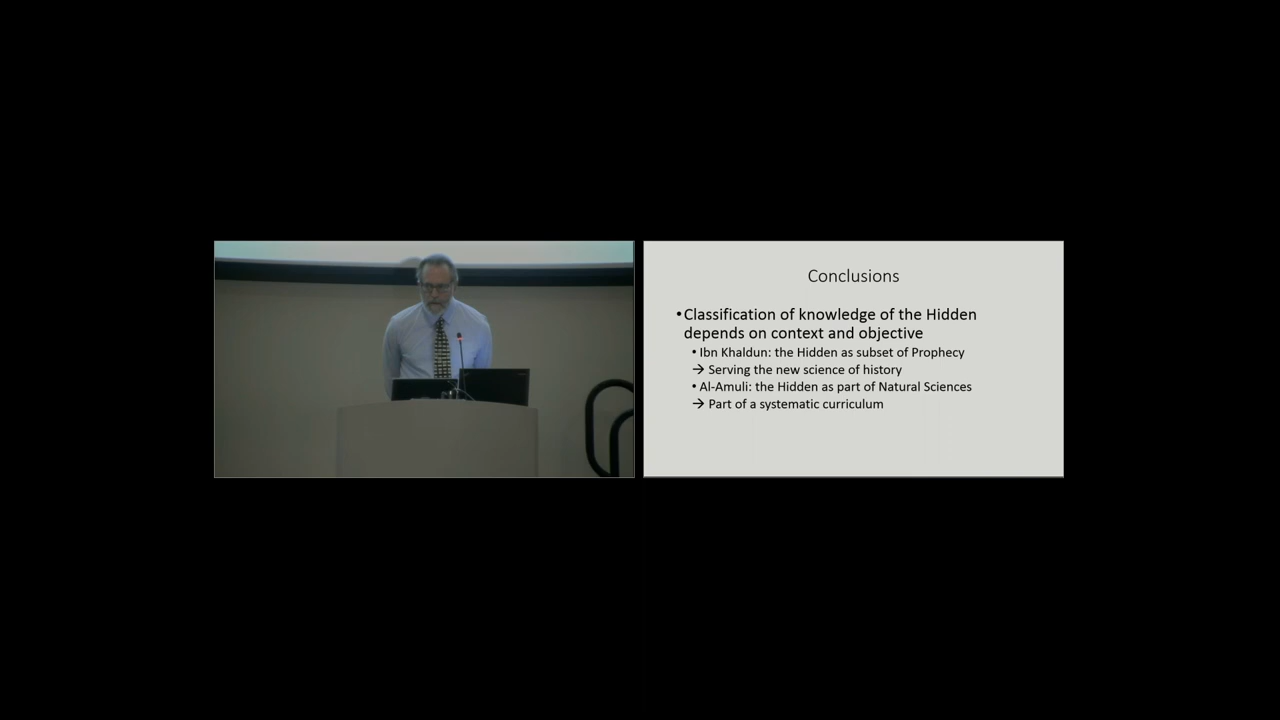 Conclusions
•Classification of knowledge of the Hidden
depends on context and objective
• Ibn Khaldun: the Hidden as subset of Prophecy
→ Serving the new science of history
• Al-Amuli: the Hidden as part of Natural Sciences
→ Part of a systematic curriculum